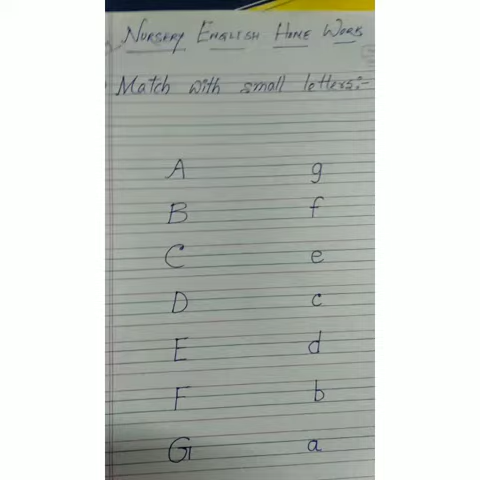 Nursery English Home Work
Match with small letters:-
A g
B f
C e
D c
E d
F b
G a